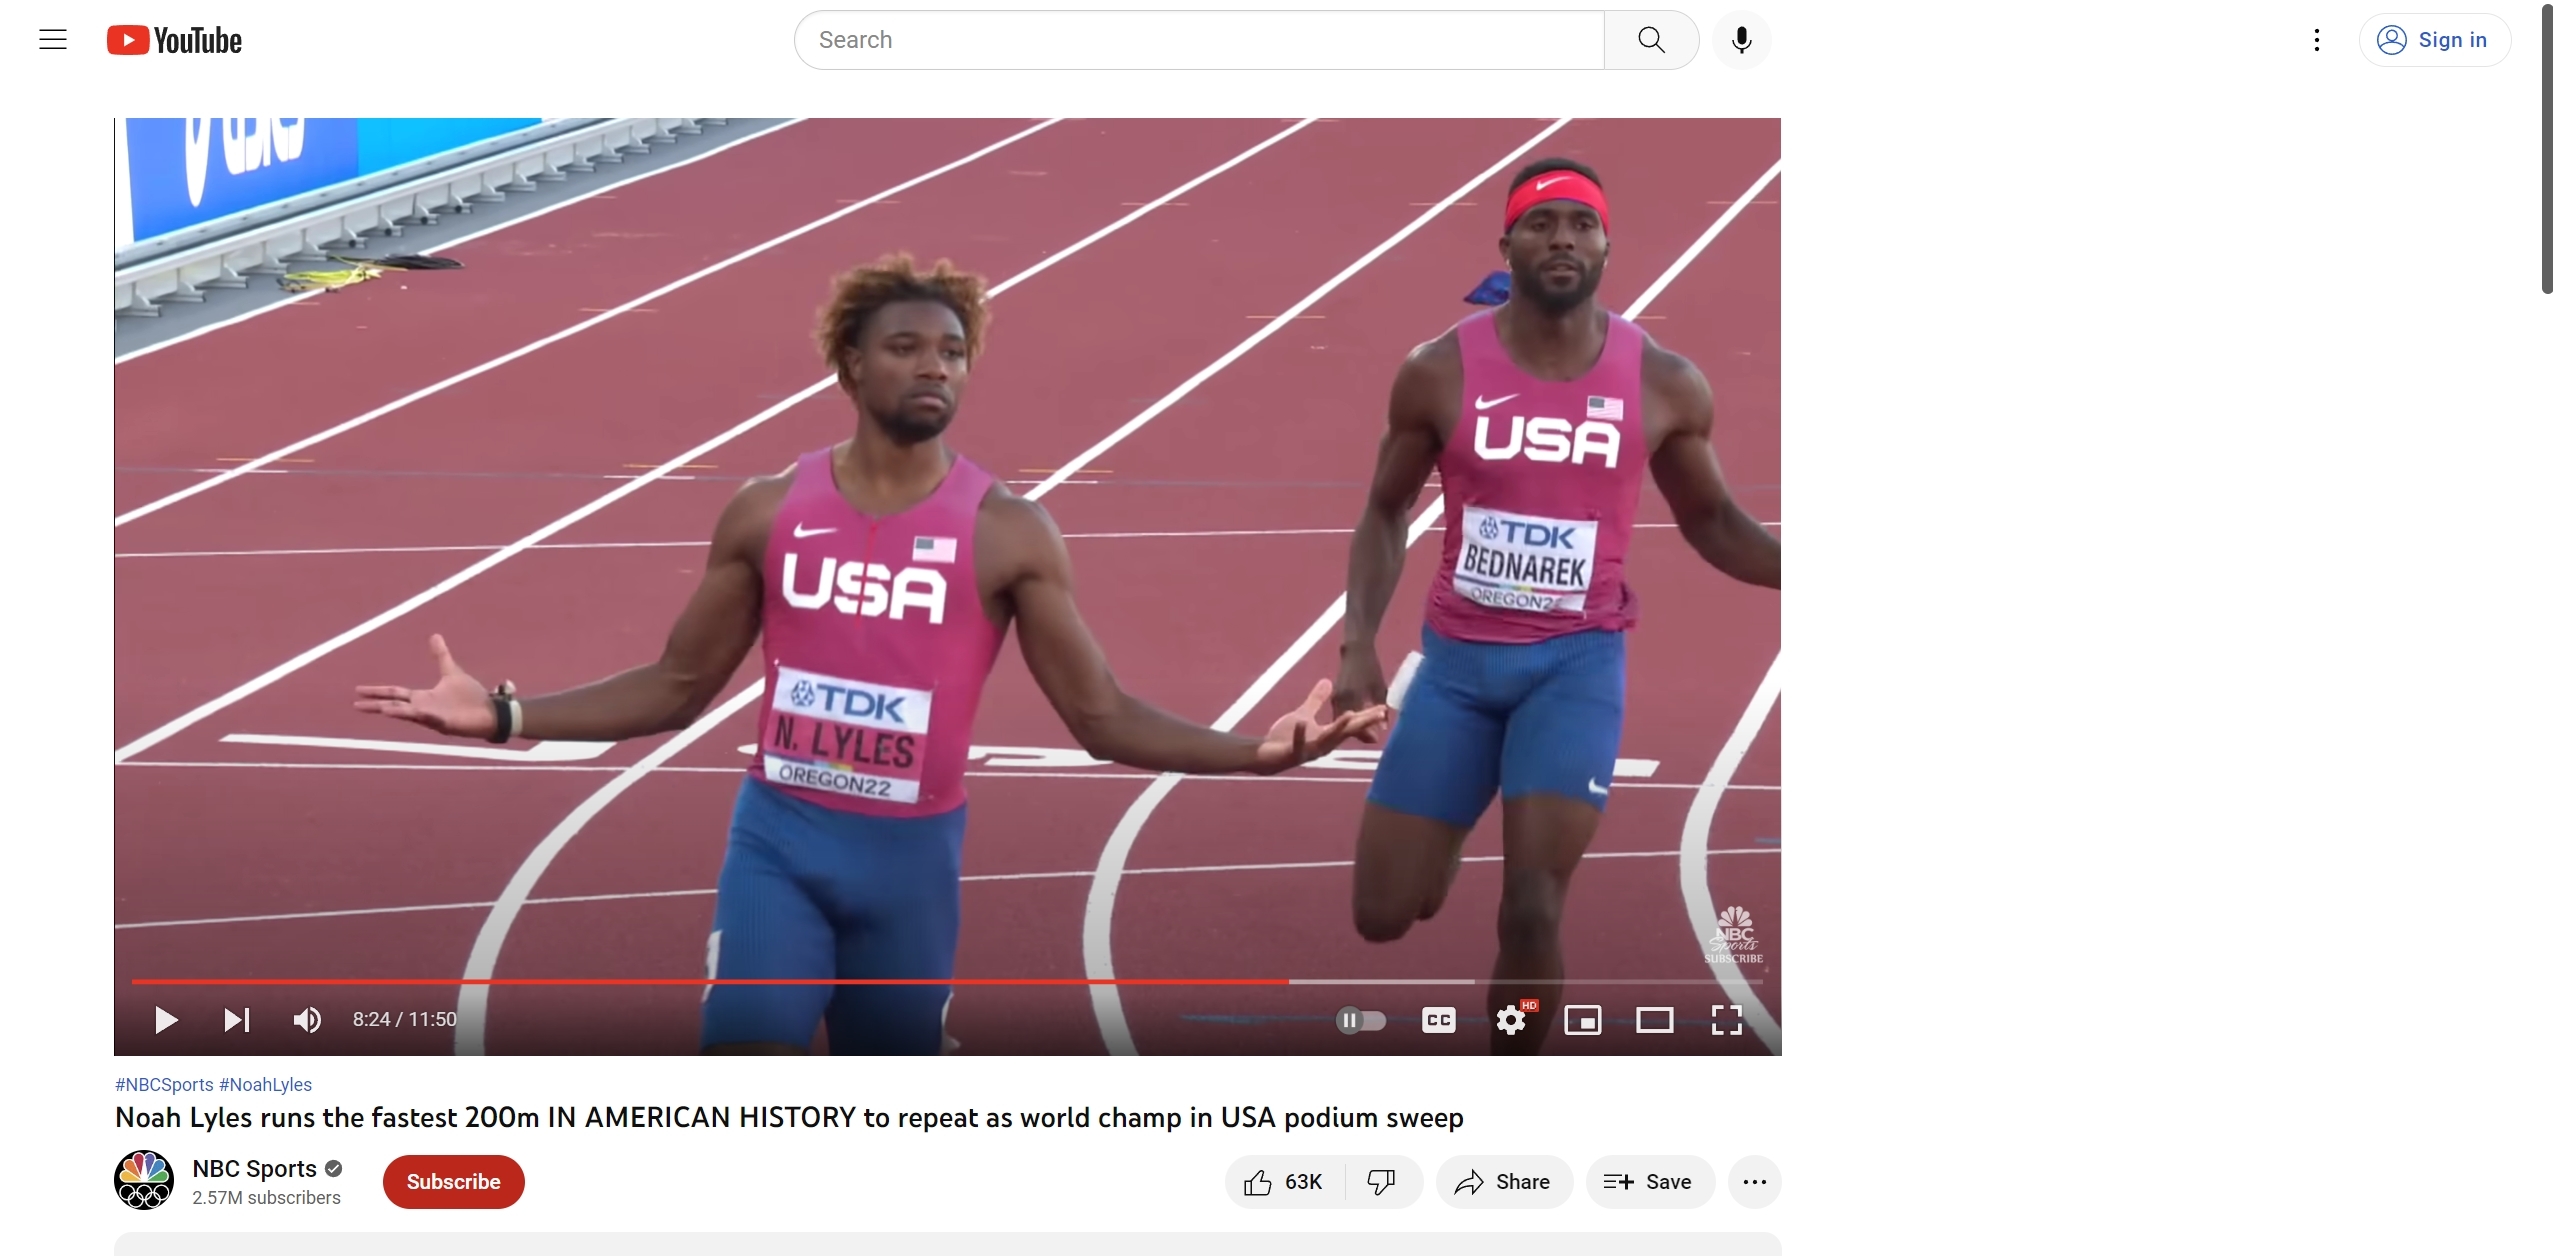 YouTube
Search
Sign in
USA
TDK
BEDNAREK
USA
TDK
N. LYLES
OREGON22
NBC
Sports
SUBSCRIBE
8:24 / 11:50
CC
HD
#NBCSports #NoahLyles
Noah Lyles runs the fastest 200m IN AMERICAN HISTORY to repeat as world champ in USA podium sweep
NBC Sports
2.57M subscribers
Subscribe
63K
Share
Save